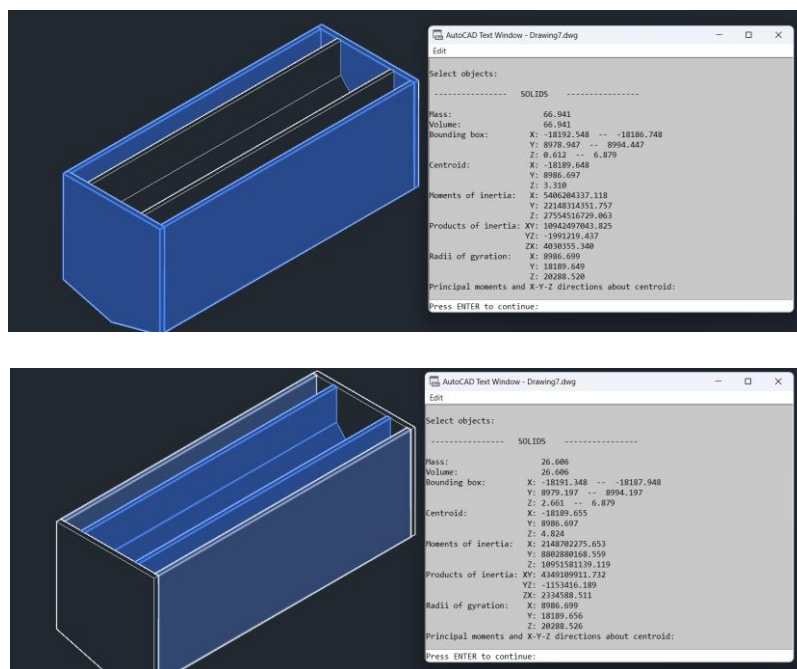 AutoCAD Text Window - Drawing7.dwg
Edit
Select objects:
---------------- SOLIDS ----------------
Mass: 66.941
Volume: 66.941
Bounding box: X: -18192.548 -- -18186.748
Y: 8978.947 -- 8994.447
Z: 0.612 -- 6.879
Centroid: X: -18189.648
Y: 8986.697
Z: 3.310
Moments of inertia: X: 5406204337.118
Y: 22148314351.757
Z: 27554516729.063
Products of inertia: XY: 10942497043.825
YZ: -1991219.437
ZX: 4030355.340
Radii of gyration: X: 8986.699
Y: 18189.649
Z: 20288.520
Principal moments and X-Y-Z directions about centroid:
Press ENTER to continue:
AutoCAD Text Window - Drawing7.dwg
Edit
Select objects:
---------------- SOLIDS ----------------
Mass: 26.606
Volume: 26.606
Bounding box: X: -18191.348 -- -18187.948
Y: 8979.197 -- 8994.197
Z: 2.661 -- 6.879
Centroid: X: -18189.655
Y: 8986.697
Z: 4.824
Moments of inertia: X: 2148702275.653
Y: 8802880168.559
Z: 10951581139.119
Products of inertia: XY: 4349109911.732
YZ: -1153416.189
ZX: 2334588.511
Radii of gyration: X: 8986.699
Y: 18189.656
Z: 20288.526
Principal moments and X-Y-Z directions about centroid:
Press ENTER to continue: